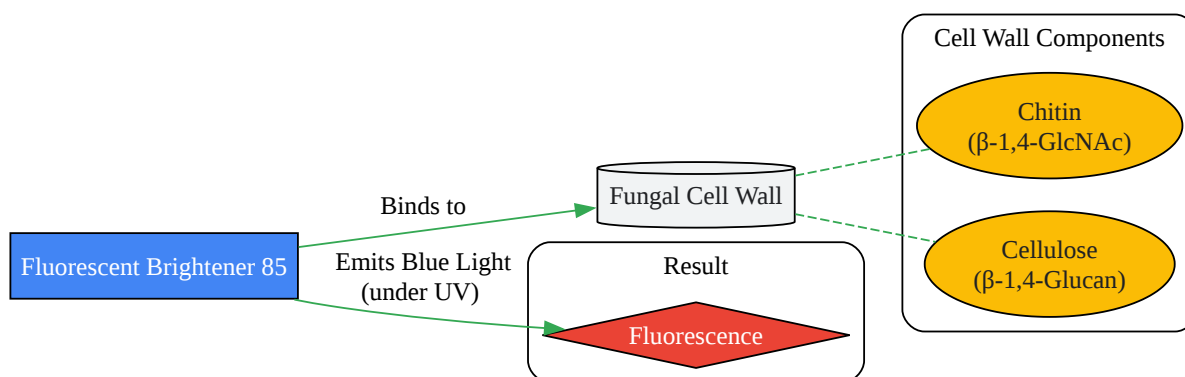 Cell Wall Components
Chitin
(β-1,4-GlcNAc)
Fungal Cell Wall
Binds to
Cellulose
(β-1,4-Glucan)
Fluorescent Brightener 85
Emits Blue Light
(under UV)
Result
Fluorescence